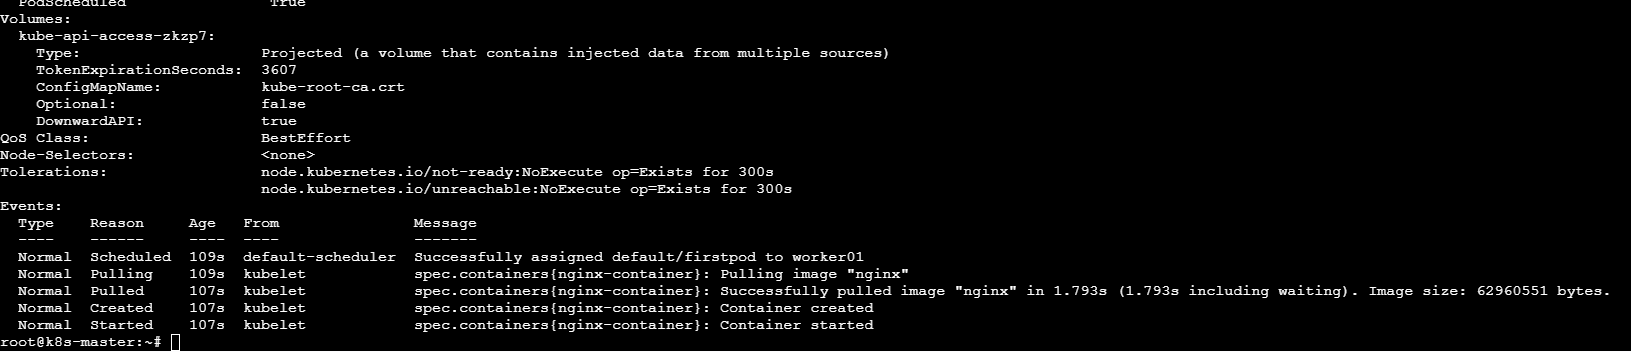 PodScheduled                True
Volumes:
  kube-api-access-zkzp7:
    Type:                    Projected (a volume that contains injected data from multiple sources)
    TokenExpirationSeconds:  3607
    ConfigMapName:           kube-root-ca.crt
    Optional:                false
    DownwardAPI:             true
QoS Class:                   BestEffort
Node-Selectors:              <none>
Tolerations:                 node.kubernetes.io/not-ready:NoExecute op=Exists for 300s
                             node.kubernetes.io/unreachable:NoExecute op=Exists for 300s
Events:
  Type    Reason     Age   From               Message
  ----    ------     ----  ----               -------
  Normal  Scheduled  109s  default-scheduler  Successfully assigned default/firstpod to worker01
  Normal  Pulling    109s  kubelet            spec.containers{nginx-container}: Pulling image "nginx"
  Normal  Pulled     107s  kubelet            spec.containers{nginx-container}: Successfully pulled image "nginx" in 1.793s (1.793s including waiting). Image size: 62960551 bytes.
  Normal  Created    107s  kubelet            spec.containers{nginx-container}: Container created
  Normal  Started    107s  kubelet            spec.containers{nginx-container}: Container started
root@k8s-master:~#